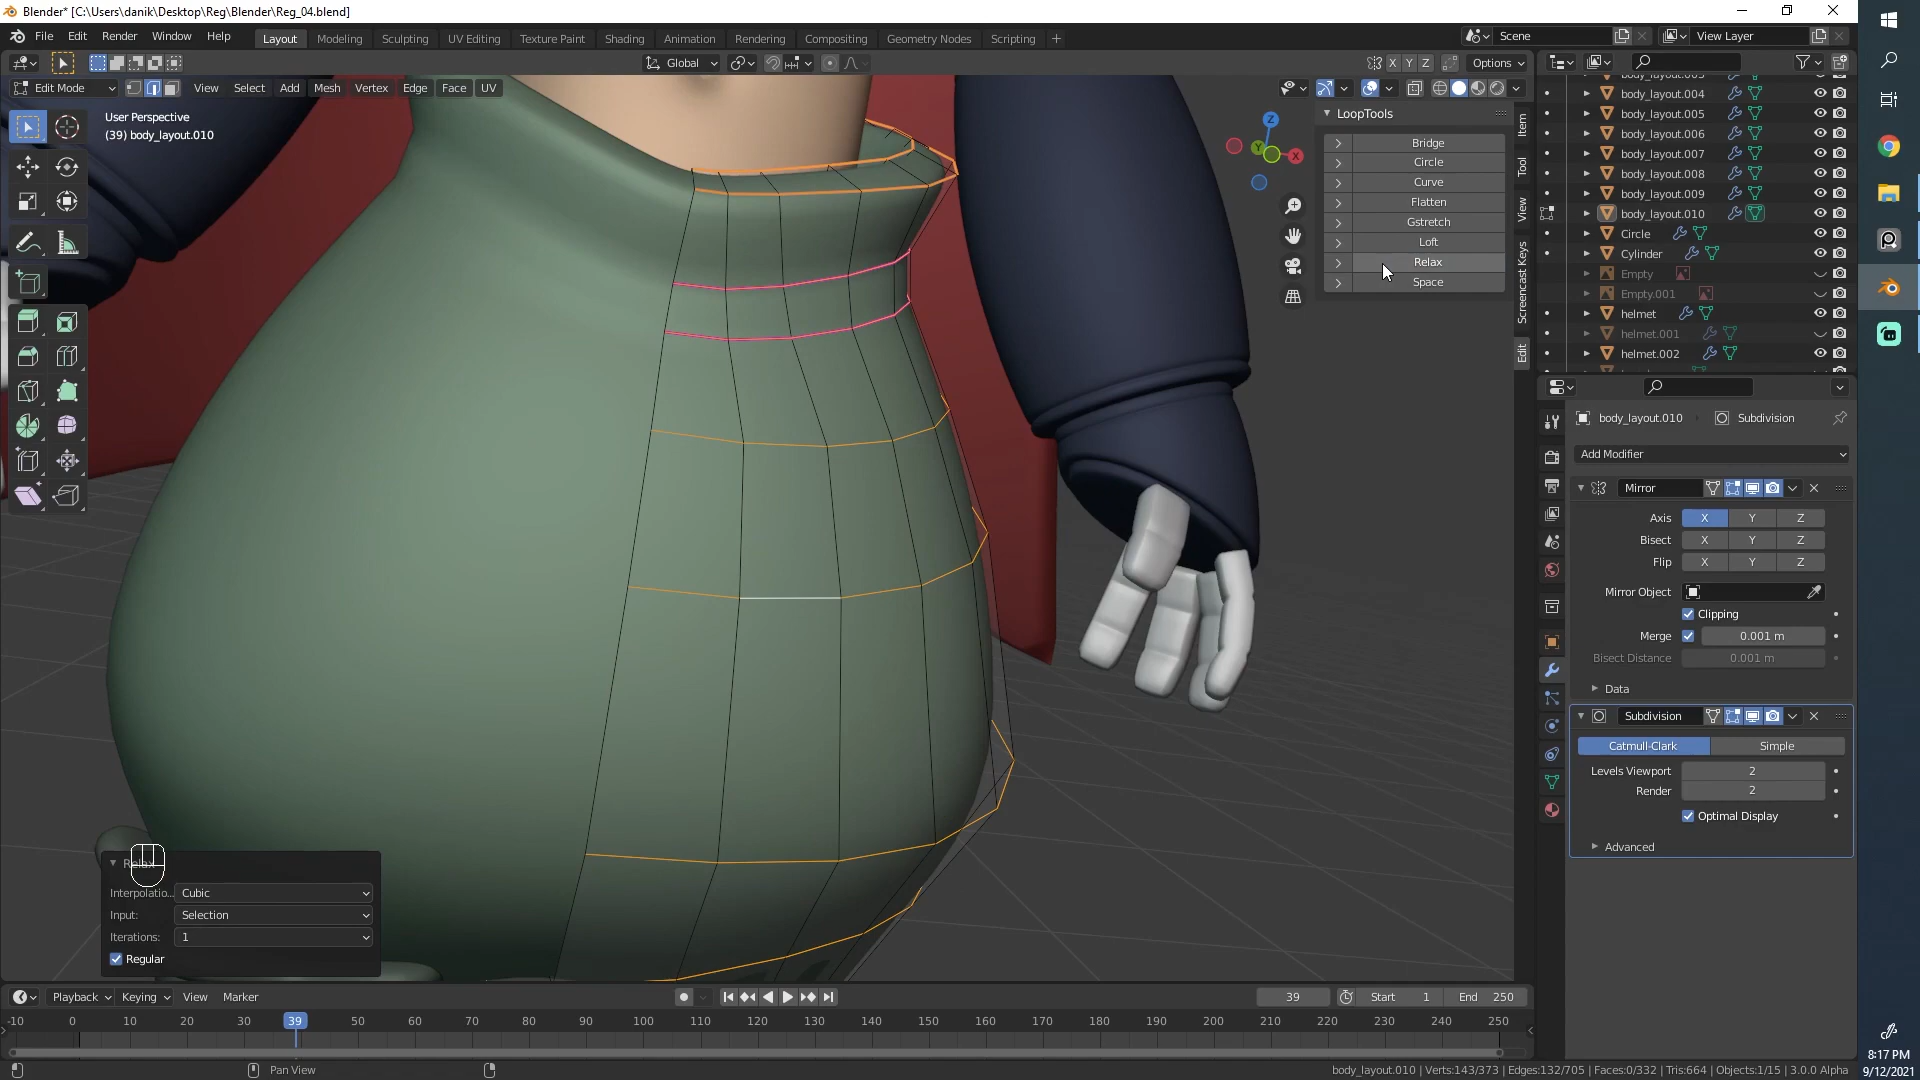 Blender* [C:\Users\danik\Desktop\Reg\Blender\Reg_04.blend]
File Edit Render Window Help Layout Modeling Sculpting UV Editing Texture Paint Shading Animation Rendering Compositing Geometry Nodes Scripting + Scene View Layer
Global X Y Z Options
Edit Mode View Select Add Mesh Vertex Edge Face UV
User Perspective
(39) body_layout.010
LoopTools
Bridge
Circle
Curve
Flatten
Gstretch
Loft
Relax
Space
Item
Tool
View
Screencast Keys
Edit
Z
Y
X
body_layout.004
body_layout.005
body_layout.006
body_layout.007
body_layout.008
body_layout.009
body_layout.010
Circle
Cylinder
Empty
Empty.001
helmet
helmet.001
helmet.002
body_layout.010 Subdivision
Add Modifier
Mirror
Axis X Y Z
Bisect X Y Z
Flip X Y Z
Mirror Object
Clipping
Merge 0.001 m
Bisect Distance 0.001 m
Data
Subdivision
Catmull-Clark Simple
Levels Viewport 2
Render 2
Optimal Display
Advanced
Interpolatio... Cubic
Input: Selection
Iterations: 1
Regular
Playback Keying View Marker 39 Start 1 End 250
-10 0 10 20 30 39 50 60 70 80 90 100 110 120 130 140 150 160 170 180 190 200 210 220 230 240 250
Pan View
body_layout.010 | Verts:143/373 | Edges:132/705 | Faces:0/332 | Tris:664 | Objects:1/15 | 3.0.0 Alpha
8:17 PM
9/12/2021